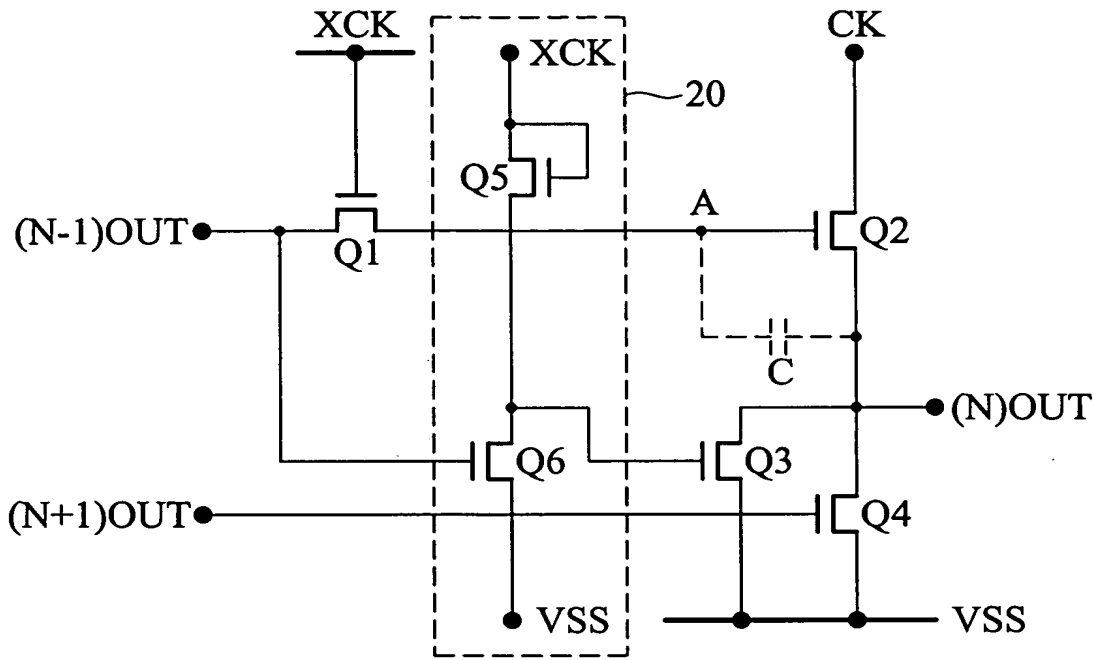 XCK
XCK
CK
20
Q5
A
(N-1)OUT
Q1
Q2
C
(N)OUT
Q6
Q3
(N+1)OUT
Q4
VSS
VSS